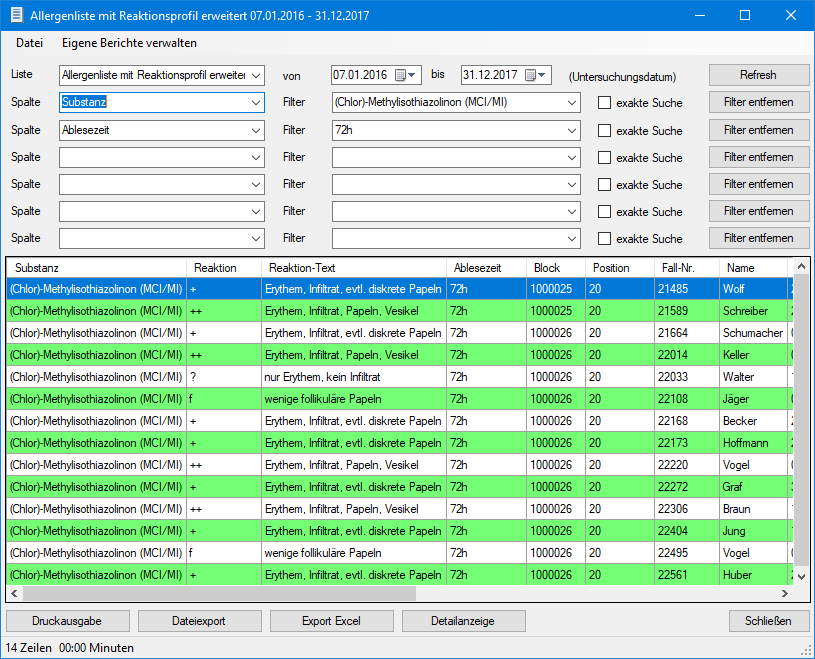 Allergenliste mit Reaktionsprofil erweitert 07.01.2016 - 31.12.2017
Datei Eigene Berichte verwalten
Liste Allergenliste mit Reaktionsprofil erweiter von 07.01.2016 bis 31.12.2017 (Untersuchungsdatum) Refresh
Spalte Substanz Filter (Chlor)-Methylisothiazolinon (MCI/MI) exakte Suche Filter entfernen
Spalte Ablesezeit Filter 72h exakte Suche Filter entfernen
Spalte Filter exakte Suche Filter entfernen
Spalte Filter exakte Suche Filter entfernen
Spalte Filter exakte Suche Filter entfernen
Spalte Filter exakte Suche Filter entfernen
Substanz Reaktion Reaktion-Text Ablesezeit Block Position Fall-Nr. Name
(Chlor)-Methylisothiazolinon (MCI/MI) + Erythem, Infiltrat, evtl. diskrete Papeln 72h 1000025 20 21485 Wolf
(Chlor)-Methylisothiazolinon (MCI/MI) ++ Erythem, Infiltrat, Papeln, Vesikel 72h 1000025 20 21589 Schreiber
(Chlor)-Methylisothiazolinon (MCI/MI) + Erythem, Infiltrat, evtl. diskrete Papeln 72h 1000026 20 21664 Schumacher
(Chlor)-Methylisothiazolinon (MCI/MI) ++ Erythem, Infiltrat, Papeln, Vesikel 72h 1000026 20 22014 Keller
(Chlor)-Methylisothiazolinon (MCI/MI) ? nur Erythem, kein Infiltrat 72h 1000026 20 22033 Walter
(Chlor)-Methylisothiazolinon (MCI/MI) f wenige follikuläre Papeln 72h 1000026 20 22108 Jäger
(Chlor)-Methylisothiazolinon (MCI/MI) + Erythem, Infiltrat, evtl. diskrete Papeln 72h 1000026 20 22168 Becker
(Chlor)-Methylisothiazolinon (MCI/MI) + Erythem, Infiltrat, evtl. diskrete Papeln 72h 1000026 20 22173 Hoffmann
(Chlor)-Methylisothiazolinon (MCI/MI) ++ Erythem, Infiltrat, Papeln, Vesikel 72h 1000026 20 22220 Vogel
(Chlor)-Methylisothiazolinon (MCI/MI) + Erythem, Infiltrat, evtl. diskrete Papeln 72h 1000026 20 22272 Graf
(Chlor)-Methylisothiazolinon (MCI/MI) ++ Erythem, Infiltrat, Papeln, Vesikel 72h 1000026 20 22306 Braun
(Chlor)-Methylisothiazolinon (MCI/MI) + Erythem, Infiltrat, evtl. diskrete Papeln 72h 1000026 20 22404 Jung
(Chlor)-Methylisothiazolinon (MCI/MI) f wenige follikuläre Papeln 72h 1000026 20 22495 Vogel
(Chlor)-Methylisothiazolinon (MCI/MI) + Erythem, Infiltrat, evtl. diskrete Papeln 72h 1000026 20 22561 Huber
Druckausgabe Dateiexport Export Excel Detailanzeige Schließen
14 Zeilen 00:00 Minuten